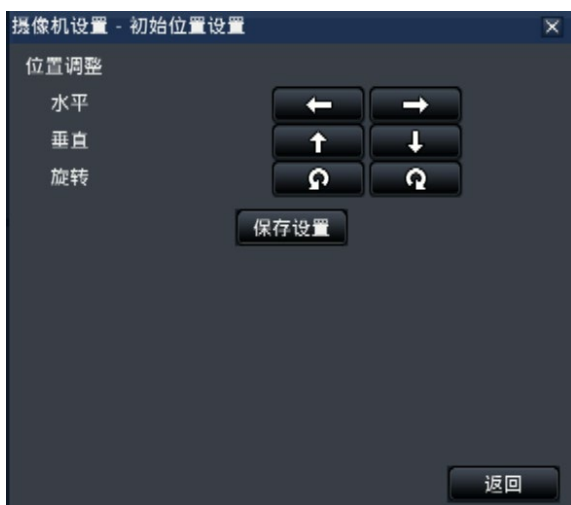 摄像机设置 - 初始位置设置
位置调整
水平
垂直
旋转
保存设置
返回